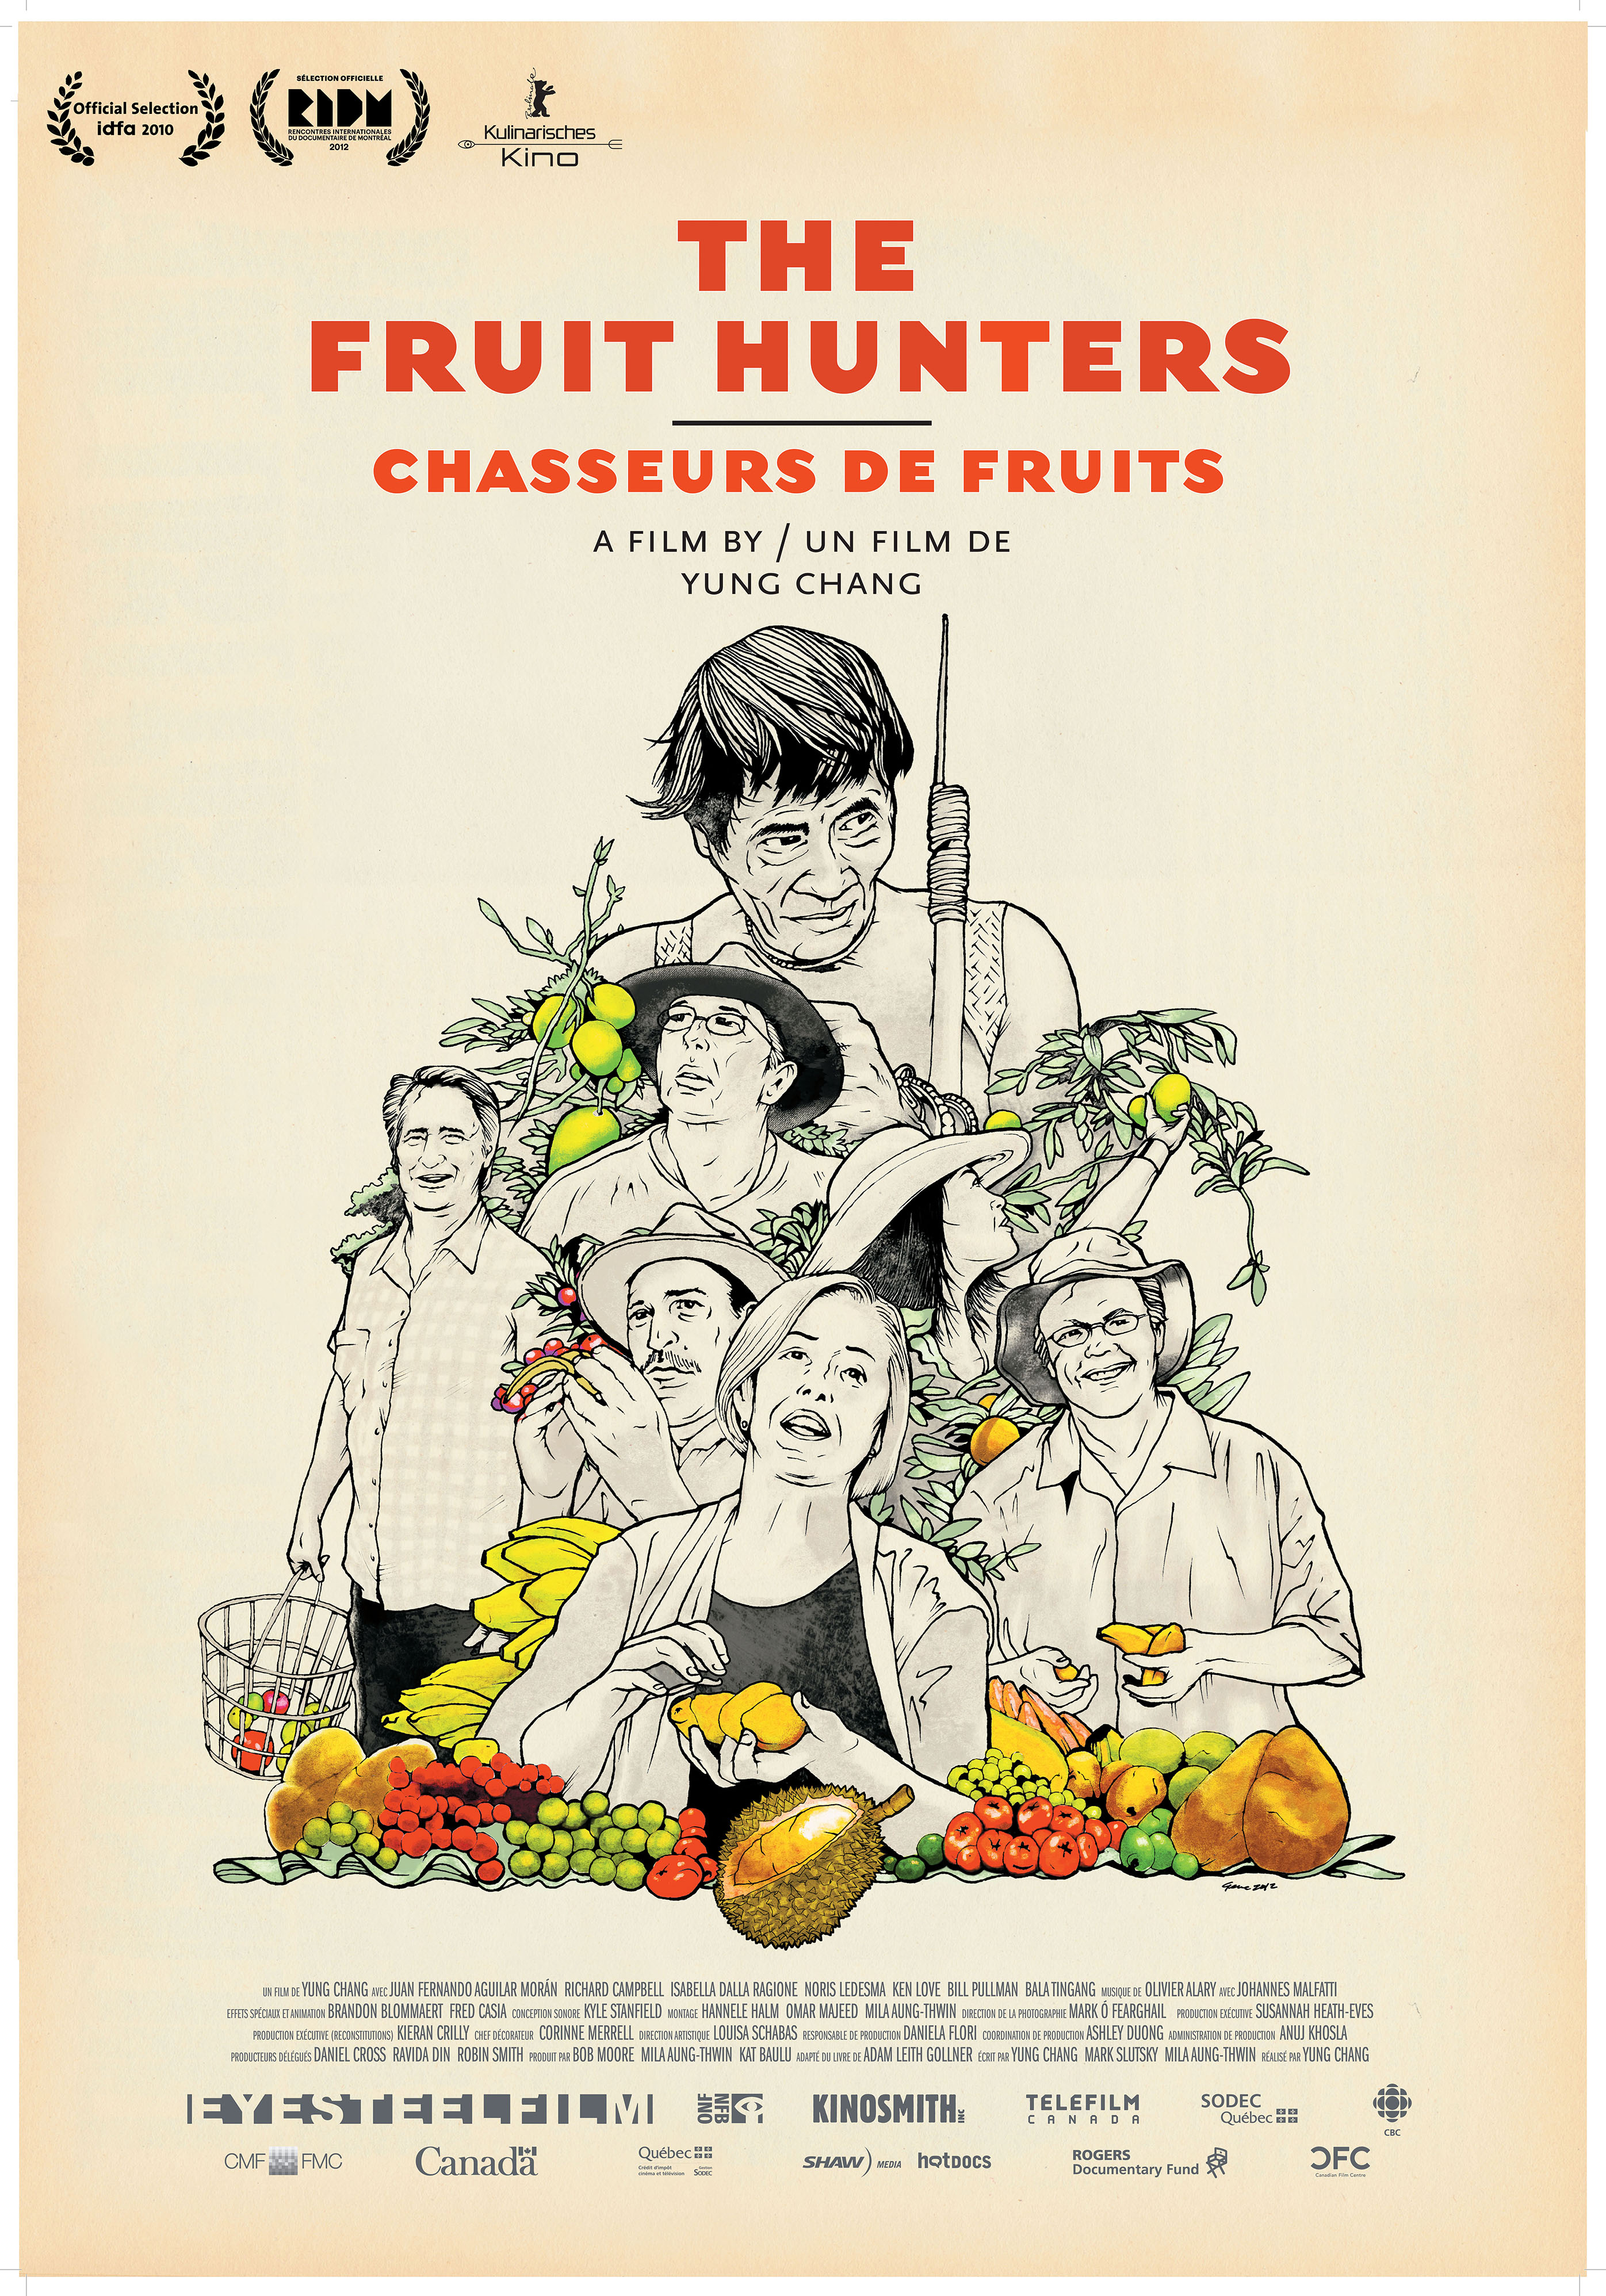 Official Selection
idfa 2010
SÉLECTION OFFICIELLE
RIDM
RENCONTRES INTERNATIONALES
DU DOCUMENTAIRE DE MONTRÉAL
2012
Berlinale
Kulinarisches
Kino
THE
FRUIT HUNTERS
CHASSEURS DE FRUITS
A FILM BY / UN FILM DE
YUNG CHANG
2012
UN FILM DE YUNG CHANG AVEC JUAN FERNANDO AGUILAR MORÁN RICHARD CAMPBELL ISABELLA DALLA RAGIONE NORIS LEDESMA KEN LOVE BILL PULLMAN BALA TINGANG MUSIQUE DE OLIVIER ALARY AVEC JOHANNES MALFATTI
EFFETS SPÉCIAUX ET ANIMATION BRANDON BLOMMAERT FRED CASIA CONCEPTION SONORE KYLE STANFIELD MONTAGE HANNELE HALM OMAR MAJEED MILA AUNG-THWIN DIRECTION DE LA PHOTOGRAPHIE MARK Ó FEARGHAIL PRODUCTION EXÉCUTIVE SUSANNAH HEATH-EVES
PRODUCTION EXÉCUTIVE (RECONSTITUTIONS) KIERAN CRILLY CHEF DÉCORATEUR CORINNE MERRELL DIRECTION ARTISTIQUE LOUISA SCHABAS RESPONSABLE DE PRODUCTION DANIELA FLORI COORDINATION DE PRODUCTION ASHLEY DUONG ADMINISTRATION DE PRODUCTION ANUJ KHOSLA
PRODUCTEURS DÉLÉGUÉS DANIEL CROSS RAVIDA DIN ROBIN SMITH PRODUIT PAR BOB MOORE MILA AUNG-THWIN KAT BAULU ADAPTÉ DU LIVRE DE ADAM LEITH GOLLNER ÉCRIT PAR YUNG CHANG MARK SLUTSKY MILA AUNG-THWIN RÉALISÉ PAR YUNG CHANG
EYESTEELFILM
ONF
NFB
KINOSMITH INC
TELEFILM
CANADA
SODEC
Québec
CBC
CMF FMC
Canada
Québec
Crédit d'impôt
cinéma et télévision
Gestion
SODEC
SHAW) MEDIA
hotDOCS
ROGERS
Documentary Fund
CFC
Canadian Film Centre